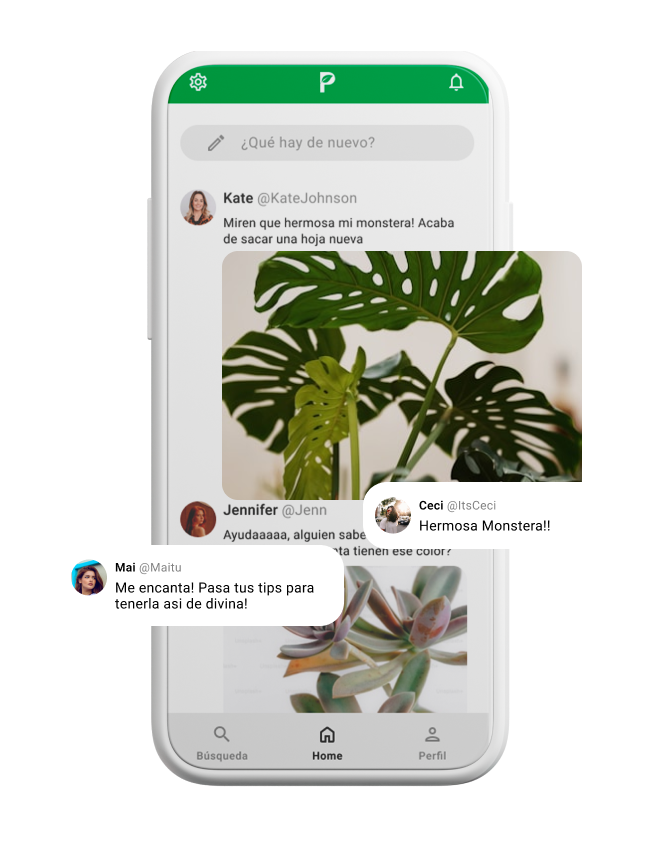 P
¿Qué hay de nuevo?
Kate @KateJohnson
Miren que hermosa mi monstera! Acaba
de sacar una hoja nueva
Jennifer @Jenn
Ayudaaaaa, alguien sabe
tienen ese color?
Ceci @ItsCeci
Hermosa Monstera!!
Mai @Maitu
Me encanta! Pasa tus tips para
tenerla asi de divina!
Búsqueda
Home
Perfil